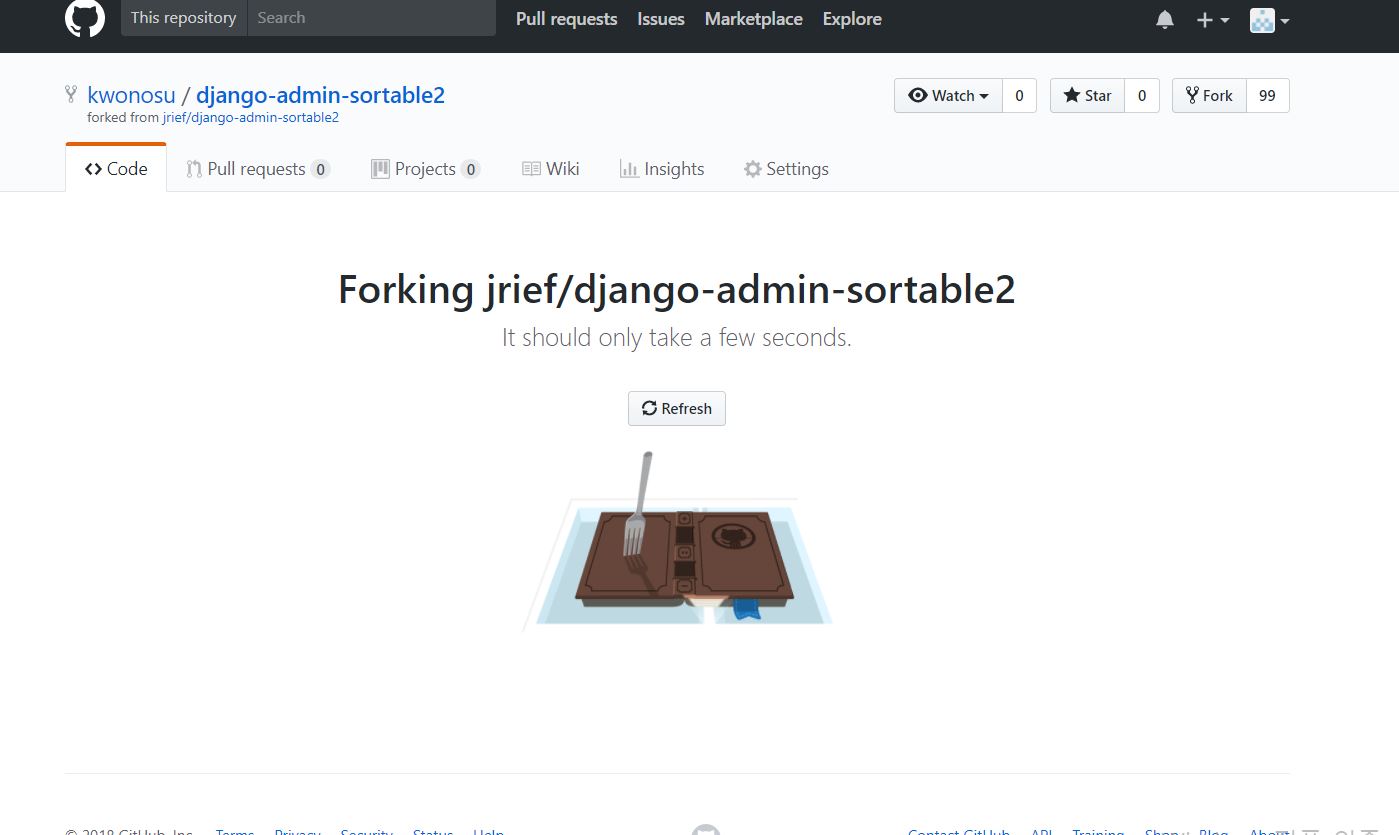 This repository Search Pull requests Issues Marketplace Explore
kwonosu / django-admin-sortable2 Watch 0 Star 0 Fork 99
forked from jrief/django-admin-sortable2
<> Code Pull requests 0 Projects 0 Wiki Insights Settings
Forking jrief/django-admin-sortable2
It should only take a few seconds.
Refresh
© 2018 GitHub, Inc. Terms Privacy Security Status Help Contact GitHub API Training Shop Blog About